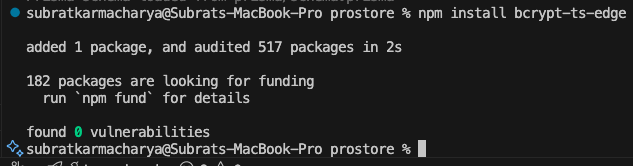 subratkarmacharya@Subrats-MacBook-Pro prostore % npm install bcrypt-ts-edge
added 1 package, and audited 517 packages in 2s
182 packages are looking for funding
run `npm fund` for details
found 0 vulnerabilities
subratkarmacharya@Subrats-MacBook-Pro prostore %